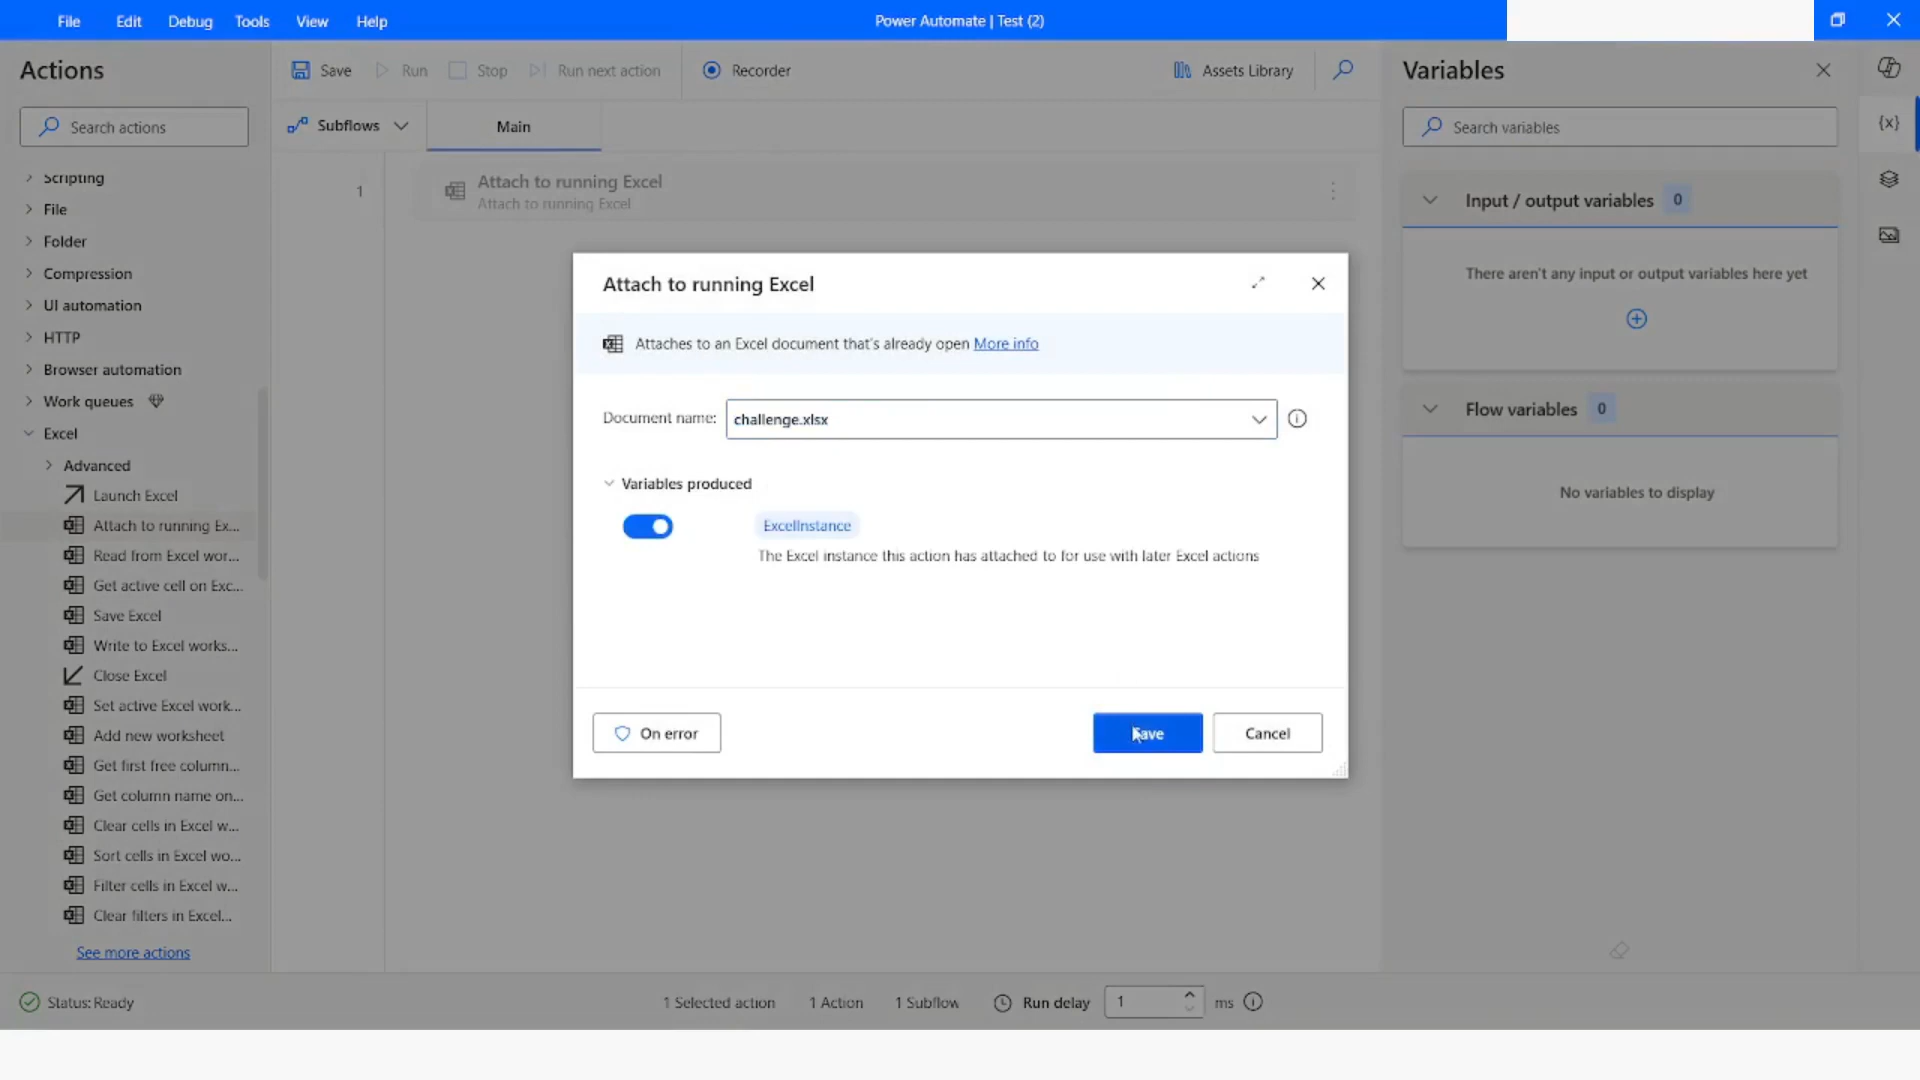 File Edit Debug Tools View Help
Power Automate | Test (2)
Actions
Search actions
Scripting
File
Folder
Compression
UI automation
HTTP
Browser automation
Work queues
Excel
Advanced
Launch Excel
Attach to running Ex...
Read from Excel wor...
Get active cell on Exc...
Save Excel
Write to Excel works...
Close Excel
Set active Excel work...
Add new worksheet
Get first free column...
Get column name on...
Clear cells in Excel w...
Sort cells in Excel wo...
Filter cells in Excel w...
Clear filters in Excel...
See more actions
Save Run Stop Run next action Recorder Assets Library
Subflows Main
1
Attach to running Excel
Attach to running Excel
Attach to running Excel
Attaches to an Excel document that's already open More info
Document name: challenge.xlsx
Variables produced
ExcelInstance
The Excel instance this action has attached to for use with later Excel actions
On error Save Cancel
Variables
Search variables
{x}
Input / output variables 0
There aren't any input or output variables here yet
Flow variables 0
No variables to display
Status: Ready 1 Selected action 1 Action 1 Subflow Run delay 1 ms